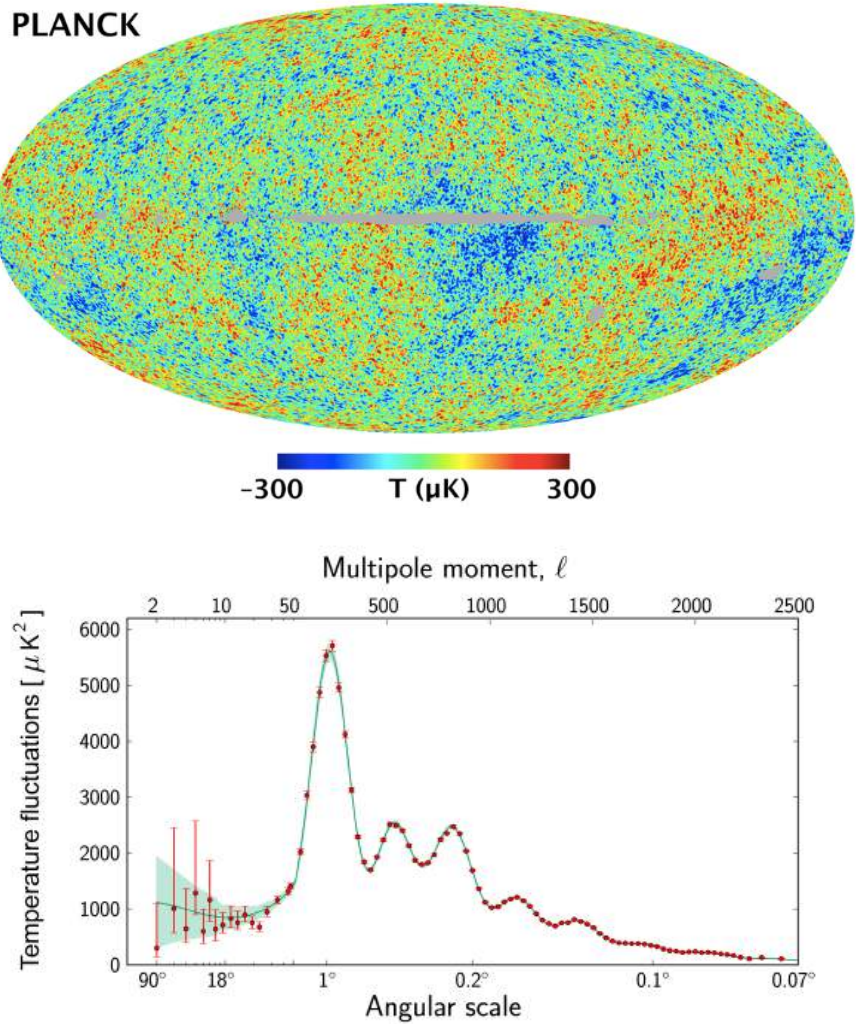 PLANCK
-300 T (µK) 300
Multipole moment, ℓ
2 10 50 500 1000 1500 2000 2500
Temperature fluctuations [ μ K² ]
6000
5000
4000
3000
2000
1000
0
90° 18° 1° 0.2° 0.1° 0.07°
Angular scale